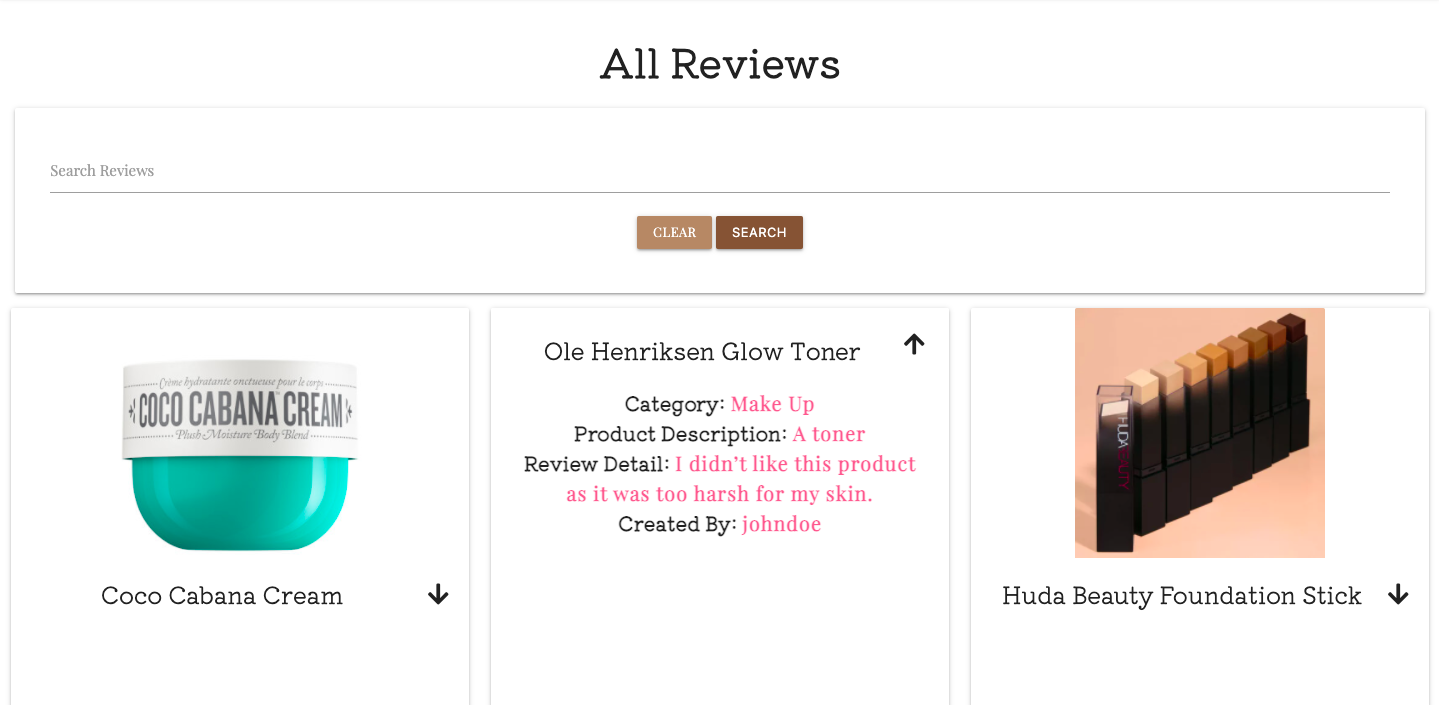 All Reviews
Search Reviews
CLEAR SEARCH
Crème hydratante onctueuse pour le corps
COCO CABANA CREAM
Plush Moisture Body Blend
Coco Cabana Cream
Ole Henriksen Glow Toner
Category: Make Up
Product Description: A toner
Review Detail: I didn’t like this product
as it was too harsh for my skin.
Created By: johndoe
HUDABEAUTY
Huda Beauty Foundation Stick